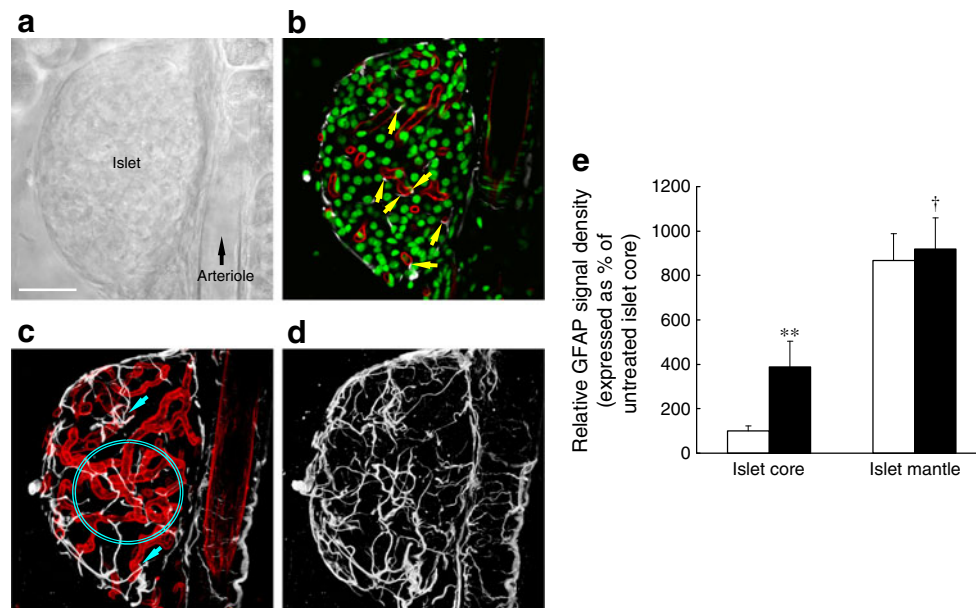 a
b
Islet
Arteriole
c
d
e
Relative GFAP signal density
(expressed as % of
untreated islet core)
1200
1000
800
600
400
200
0
**
†
Islet core
Islet mantle